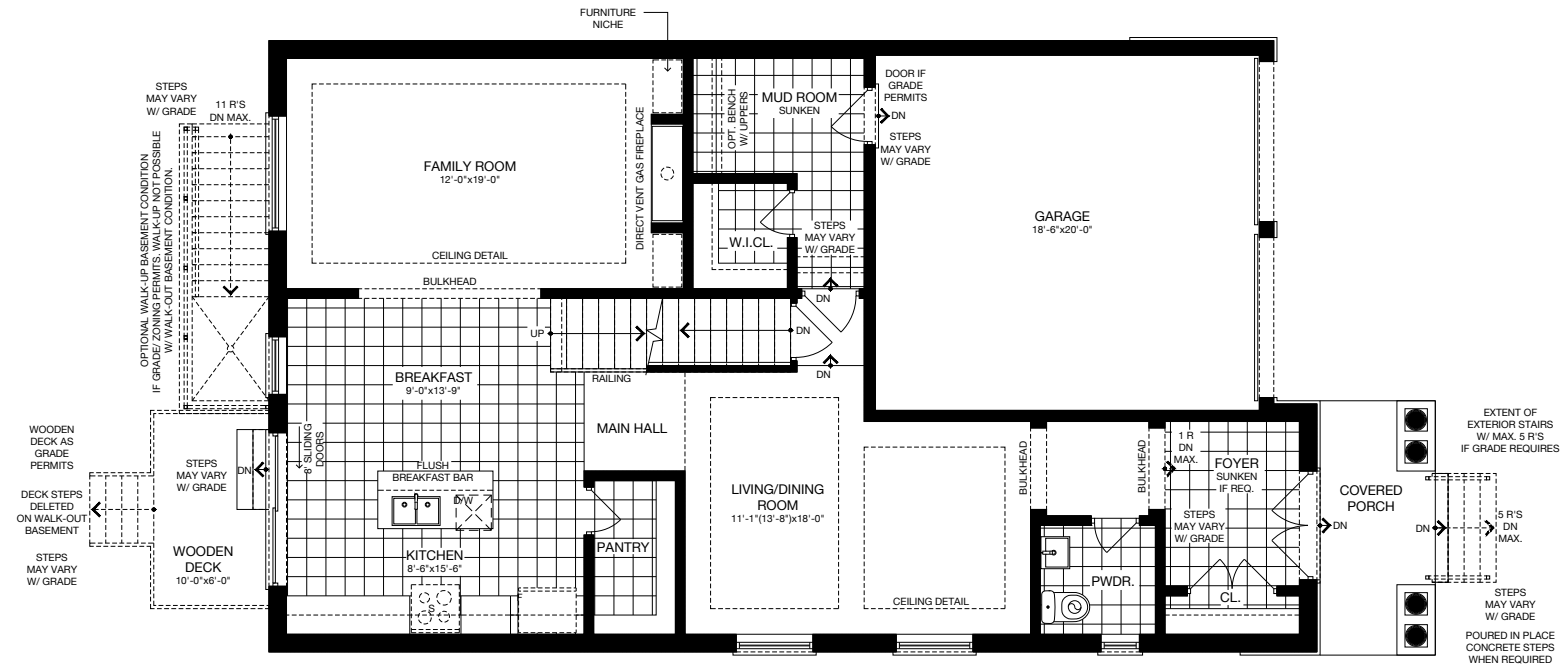 FURNITURE
NICHE
STEPS
MAY VARY
W/ GRADE
11 R'S
DN MAX.
OPTIONAL WALK-UP BASEMENT CONDITION
IF GRADE/ ZONING PERMITS. WALK-UP NOT POSSIBLE
W/ WALK-OUT BASEMENT CONDITION.
FAMILY ROOM
12'-0"x19'-0"
CEILING DETAIL
BULKHEAD
DIRECT VENT GAS FIREPLACE
OPT. BENCH
W/ UPPERS
MUD ROOM
SUNKEN
DOOR IF
GRADE
PERMITS
DN
STEPS
MAY VARY
W/ GRADE
W.I.CL.
STEPS
MAY VARY
W/ GRADE
DN
GARAGE
18'-6"x20'-0"
UP
DN
RAILING
DN
BREAKFAST
9'-0"x13'-9"
MAIN HALL
SLIDING
DOORS
WOODEN
DECK AS
GRADE
PERMITS
DECK STEPS
DELETED
ON WALK-OUT
BASEMENT
STEPS
MAY VARY
W/ GRADE
STEPS
MAY VARY
W/ GRADE
DN
WOODEN
DECK
10'-0"x6'-0"
FLUSH
BREAKFAST BAR
D/W
KITCHEN
8'-6"x15'-6"
S
PANTRY
LIVING/DINING
ROOM
11'-1"(13'-8")x18'-0"
CEILING DETAIL
BULKHEAD
BULKHEAD
1 R
DN
MAX.
FOYER
SUNKEN
IF REQ.
STEPS
MAY VARY
W/ GRADE
PWDR.
CL.
DN
COVERED
PORCH
EXTENT OF
EXTERIOR STAIRS
W/ MAX. 5 R'S
IF GRADE REQUIRES
DN
5 R'S
DN
MAX.
STEPS
MAY VARY
W/ GRADE
POURED IN PLACE
CONCRETE STEPS
WHEN REQUIRED